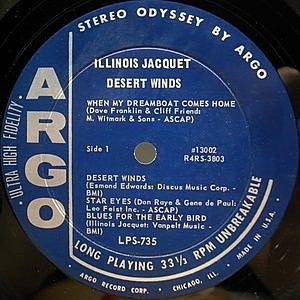 STEREO ODYSSEY BY ARGO
ULTRA HIGH FIDELITY
ARGO
ILLINOIS JACQUET
DESERT WINDS
WHEN MY DREAMBOAT COMES HOME
(Dave Franklin & Cliff Friend:
M. Witmark & Sons - ASCAP)
Side 1
#13002
R4RS-3803
DESERT WINDS
(Esmond Edwards: Discus Music Corp. -
BMI)
STAR EYES (Don Raye & Gene de Paul:
Leo Feist Inc. - ASCAP)
BLUES FOR THE EARLY BIRD
(Illinois Jacquet: Vanpelt Music -
BMI)
LPS-735
LONG PLAYING 33⅓ RPM UNBREAKABLE
ARGO RECORD CORP. CHICAGO, ILL. MADE IN U.S.A.